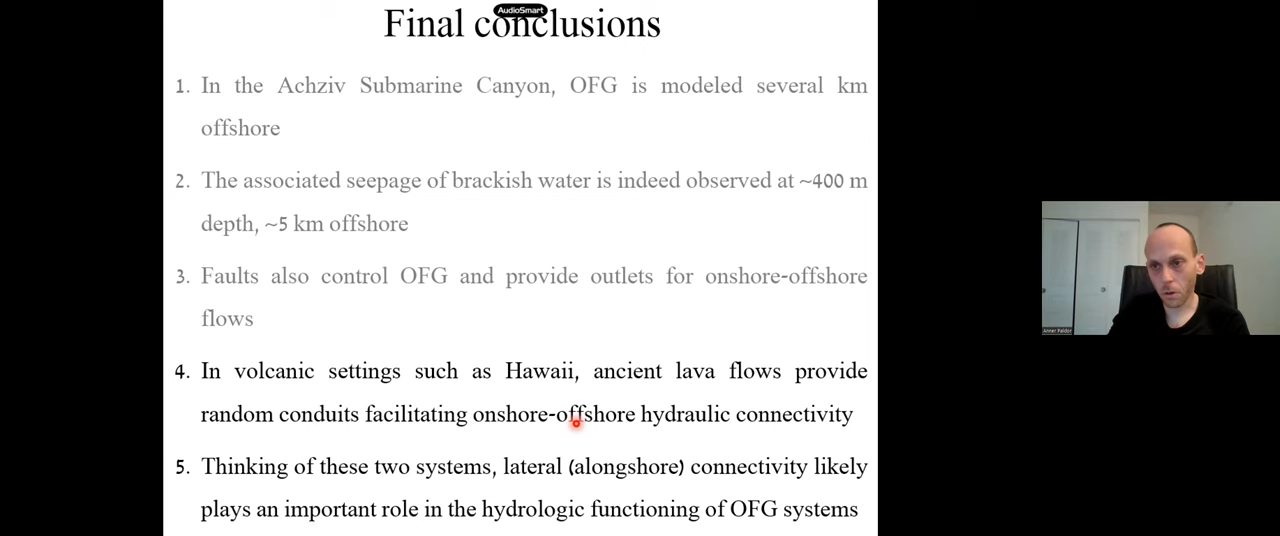 AudioSmart
Final conclusions
1. In the Achziv Submarine Canyon, OFG is modeled several km
offshore
2. The associated seepage of brackish water is indeed observed at ~400 m
depth, ~5 km offshore
3. Faults also control OFG and provide outlets for onshore-offshore
flows
4. In volcanic settings such as Hawaii, ancient lava flows provide
random conduits facilitating onshore-offshore hydraulic connectivity
5. Thinking of these two systems, lateral (alongshore) connectivity likely
plays an important role in the hydrologic functioning of OFG systems